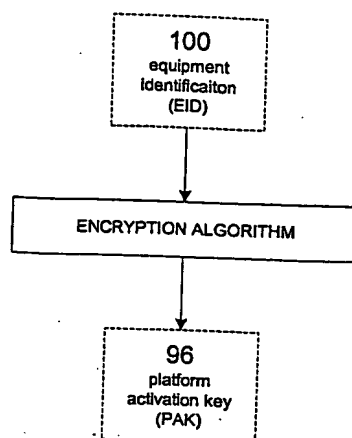 100
equipment
identificaiton
(EID)
ENCRYPTION ALGORITHM
96
platform
activation key
(PAK)